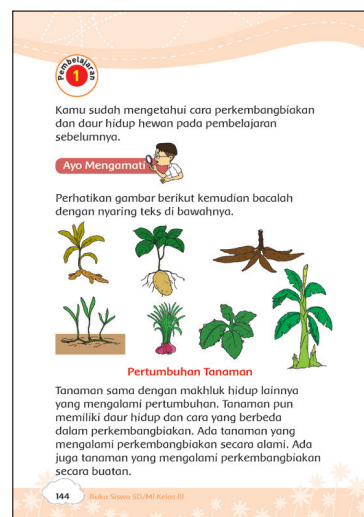 Pembelajaran
1
Kamu sudah mengetahui cara perkembangbiakan
dan daur hidup hewan pada pembelajaran
sebelumnya.
Ayo Mengamati
Perhatikan gambar berikut kemudian bacalah
dengan nyaring teks di bawahnya.
Pertumbuhan Tanaman
Tanaman sama dengan makhluk hidup lainnya
yang mengalami pertumbuhan. Tanaman pun
memiliki daur hidup dan cara yang berbeda
dalam perkembangbiakan. Ada tanaman yang
mengalami perkembangbiakan secara alami. Ada
juga tanaman yang mengalami perkembangbiakan
secara buatan.
144 Buku Siswa SD/MI Kelas III